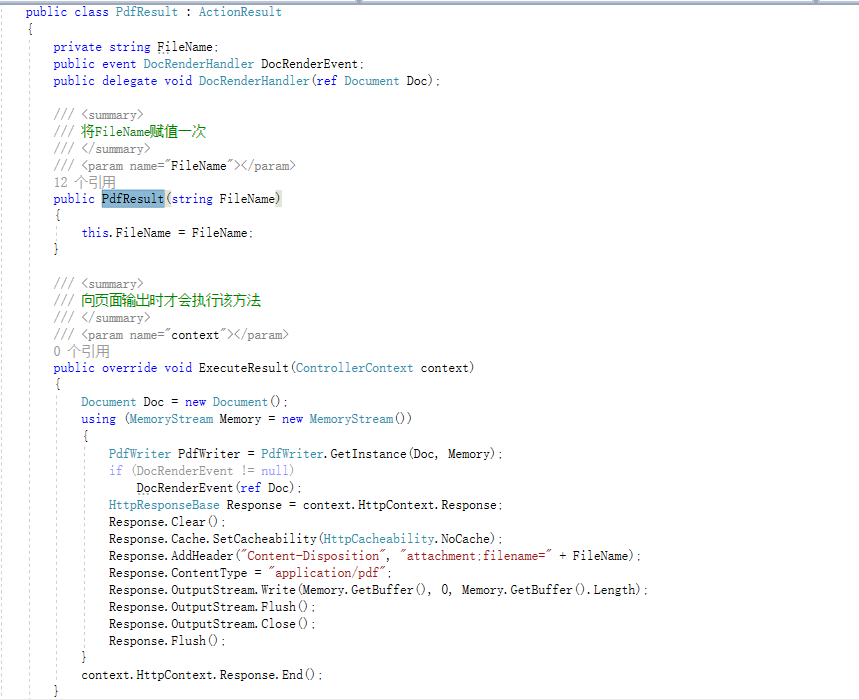 public class PdfResult : ActionResult
{
private string FileName;
public event DocRenderHandler DocRenderEvent;
public delegate void DocRenderHandler(ref Document Doc);
/// <summary>
/// 将FileName赋值一次
/// </summary>
/// <param name="FileName"></param>
12 个引用
public PdfResult(string FileName)
{
this.FileName = FileName;
}
/// <summary>
/// 向页面输出时才会执行该方法
/// </summary>
/// <param name="context"></param>
0 个引用
public override void ExecuteResult(ControllerContext context)
{
Document Doc = new Document();
using (MemoryStream Memory = new MemoryStream())
{
PdfWriter PdfWriter = PdfWriter.GetInstance(Doc, Memory);
if (DocRenderEvent != null)
DocRenderEvent(ref Doc);
HttpResponseBase Response = context.HttpContext.Response;
Response.Clear();
Response.Cache.SetCacheability(HttpCacheability.NoCache);
Response.AddHeader("Content-Disposition", "attachment;filename=" + FileName);
Response.ContentType = "application/pdf";
Response.OutputStream.Write(Memory.GetBuffer(), 0, Memory.GetBuffer().Length);
Response.OutputStream.Flush();
Response.OutputStream.Close();
Response.Flush();
}
context.HttpContext.Response.End();
}